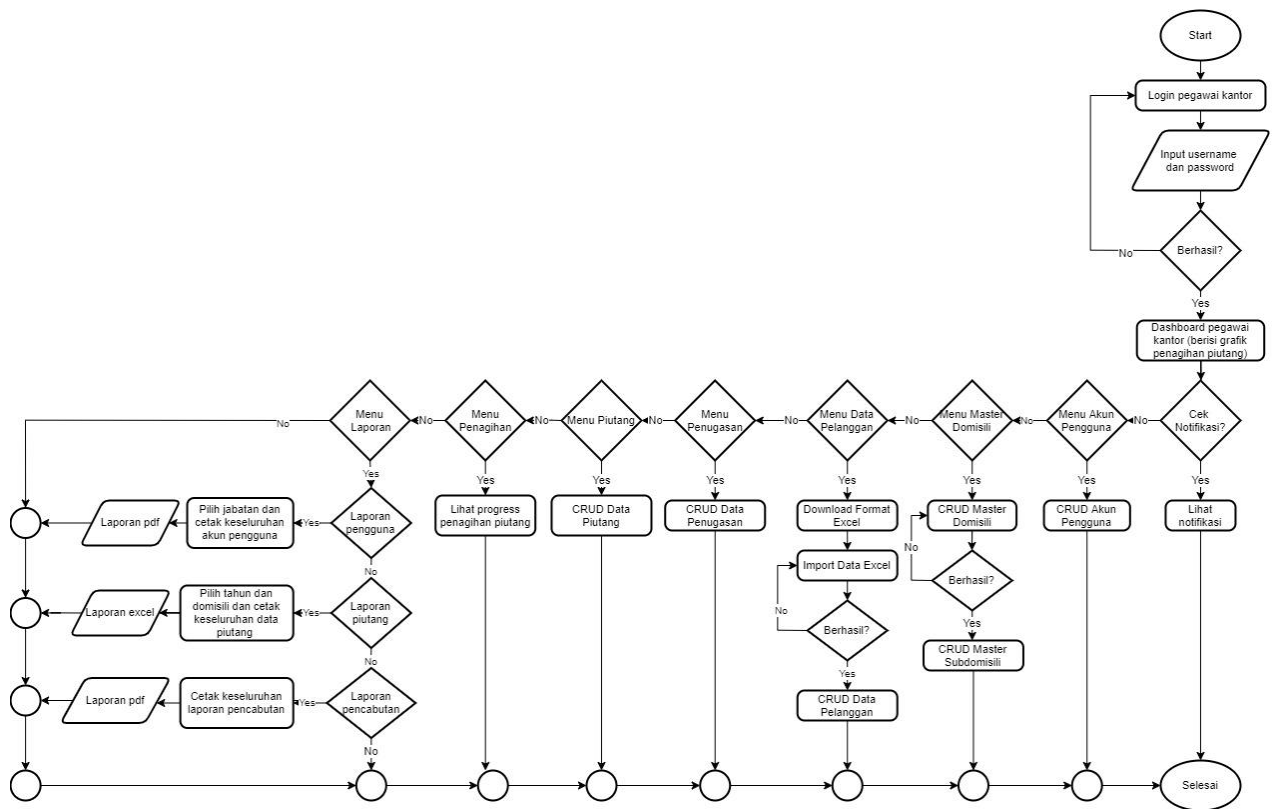 Start
Login pegawai kantor
Input username
dan password
Berhasil?
No
Yes
Dashboard pegawai
kantor (berisi grafik
penagihan piutang)
Cek
Notifikasi?
No
Menu Akun
Pengguna
No
Menu Master
Domisili
No
Menu Data
Pelanggan
No
Menu
Penugasan
No
Menu Piutang
No
Menu
Penagihan
No
Menu
Laporan
No
Yes
Lihat
notifikasi
Yes
CRUD Akun
Pengguna
Yes
CRUD Master
Domisili
No
Berhasil?
Yes
CRUD Master
Subdomisili
Yes
Download Format
Excel
Import Data Excel
No
Berhasil?
Yes
CRUD Data
Pelanggan
Yes
CRUD Data
Penugasan
Yes
CRUD Data
Piutang
Yes
Lihat progress
penagihan piutang
Yes
Laporan
pengguna
Yes
Pilih jabatan dan
cetak keseluruhan
akun pengguna
Laporan pdf
No
Laporan
piutang
Yes
Pilih tahun dan
domisili dan cetak
keseluruhan data
piutang
Laporan excel
No
Laporan
pencabutan
Yes
Cetak keseluruhan
laporan pencabutan
Laporan pdf
No
Selesai